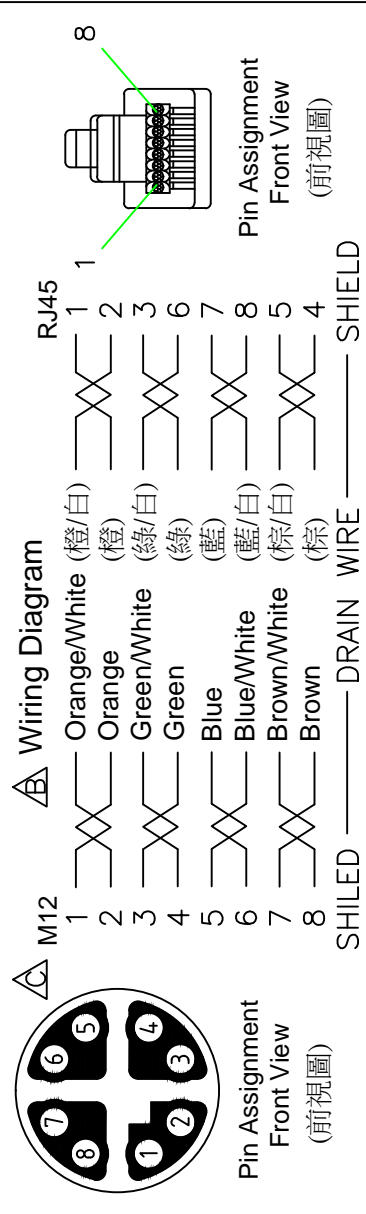 C B Wiring Diagram
M12 RJ45
1 Orange/White (橙/白) 1
2 Orange (橙) 2
3 Green/White (綠/白) 3
4 Green (綠) 6
5 Blue (藍) 7
6 Blue/White (藍/白) 8
7 Brown/White (棕/白) 5
8 Brown (棕) 4
SHILED DRAIN WIRE SHIELD
7 6
8 5
1 4
2 3
Pin Assignment
Front View
(前視圖)
1 8
Pin Assignment
Front View
(前視圖)